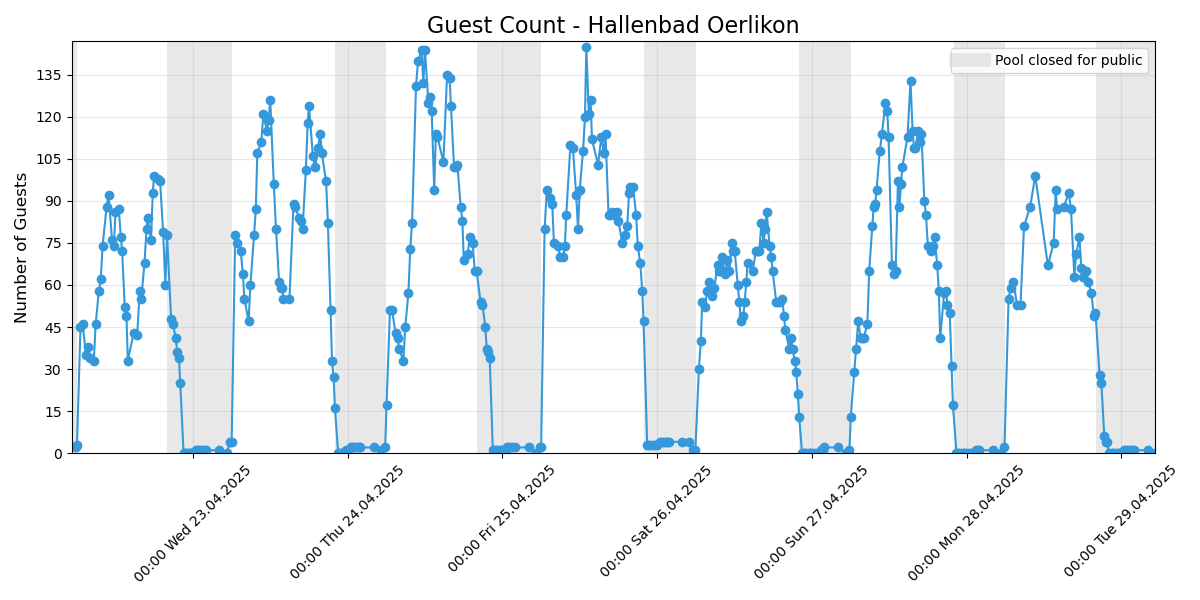 Guest Count - Hallenbad Oerlikon
Pool closed for public
Number of Guests
135
120
105
90
75
60
45
30
15
0
00:00 Wed 23.04.2025
00:00 Thu 24.04.2025
00:00 Fri 25.04.2025
00:00 Sat 26.04.2025
00:00 Sun 27.04.2025
00:00 Mon 28.04.2025
00:00 Tue 29.04.2025